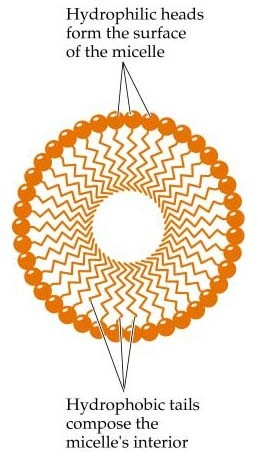 Hydrophilic heads
form the surface
of the micelle
Hydrophobic tails
compose the
micelle's interior